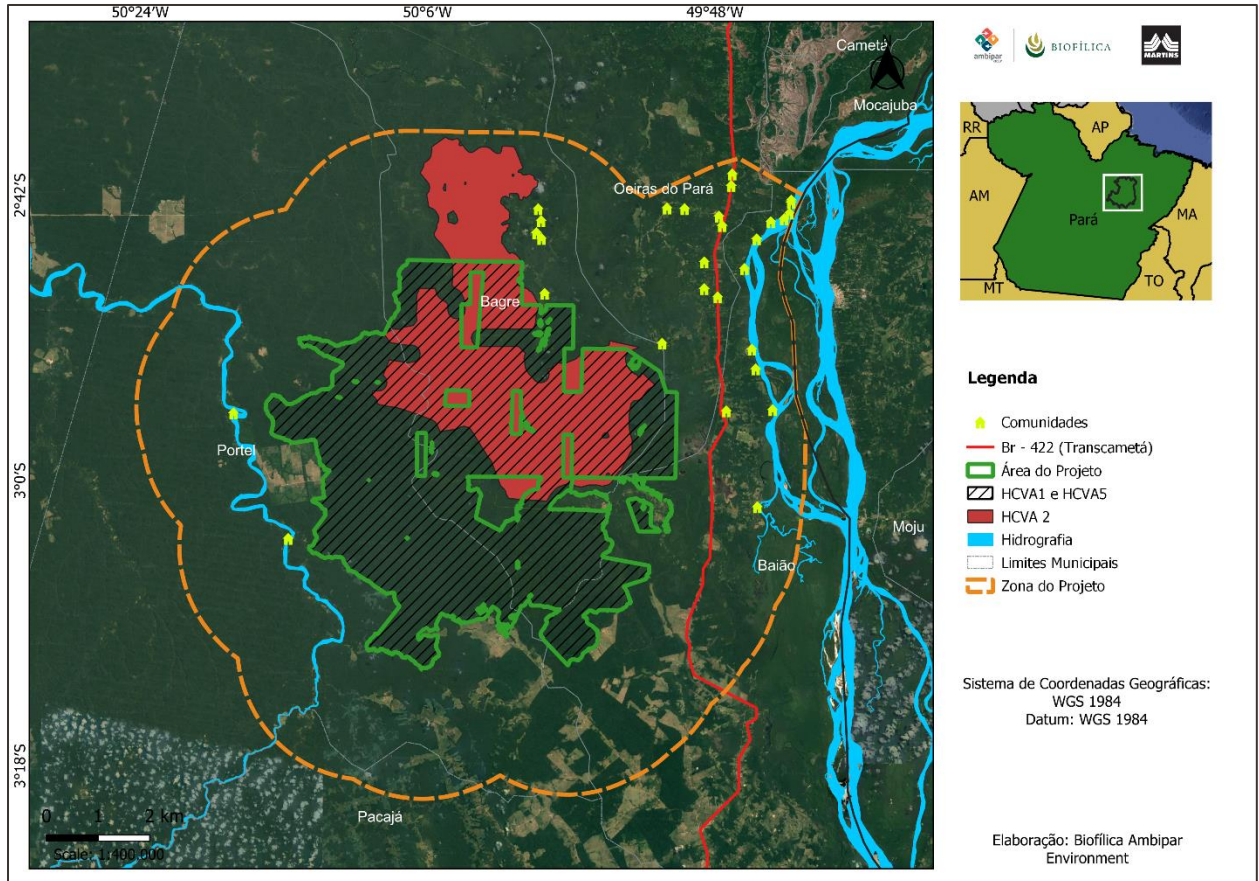 50°24'W
50°6'W
49°48'W
2°42'S
3°0'S
3°18'S
Cametá
Mocajuba
Oeiras do Pará
Bagre
Portel
Moju
Baião
Pacajá
0 1 2 km
Scale: 1:400.000
ambipar
BIOFÍLICA
MARTINS
RR
AP
AM
Pará
MA
MT
TO
Legenda
Comunidades
Br - 422 (Transcametá)
Área do Projeto
HCVA1 e HCVA5
HCVA 2
Hidrografia
Limites Municipais
Zona do Projeto
Sistema de Coordenadas Geográficas:
WGS 1984
Datum: WGS 1984
Elaboração: Biofílica Ambipar
Environment